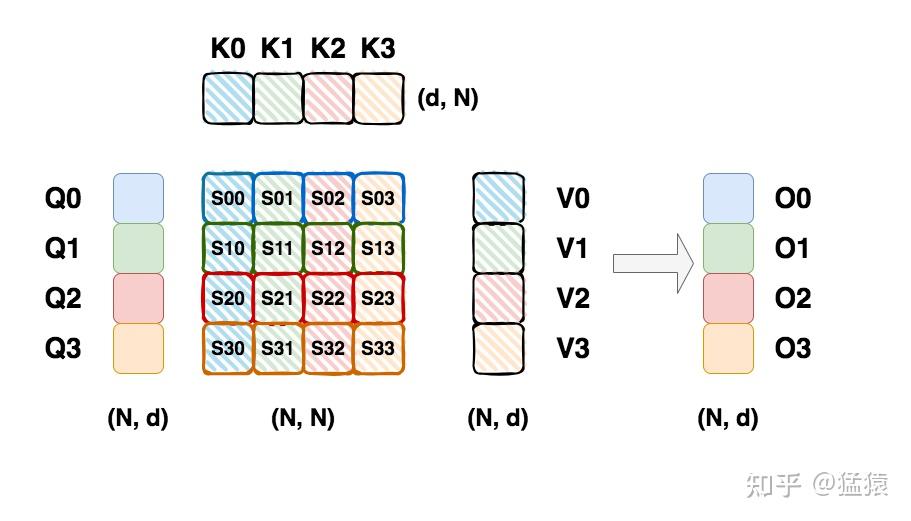 K0 K1 K2 K3
(d, N)
Q0 S00 S01 S02 S03 V0 O0
Q1 S10 S11 S12 S13 V1 O1
Q2 S20 S21 S22 S23 V2 O2
Q3 S30 S31 S32 S33 V3 O3
(N, d) (N, N) (N, d) (N, d)
知乎 @猛猿